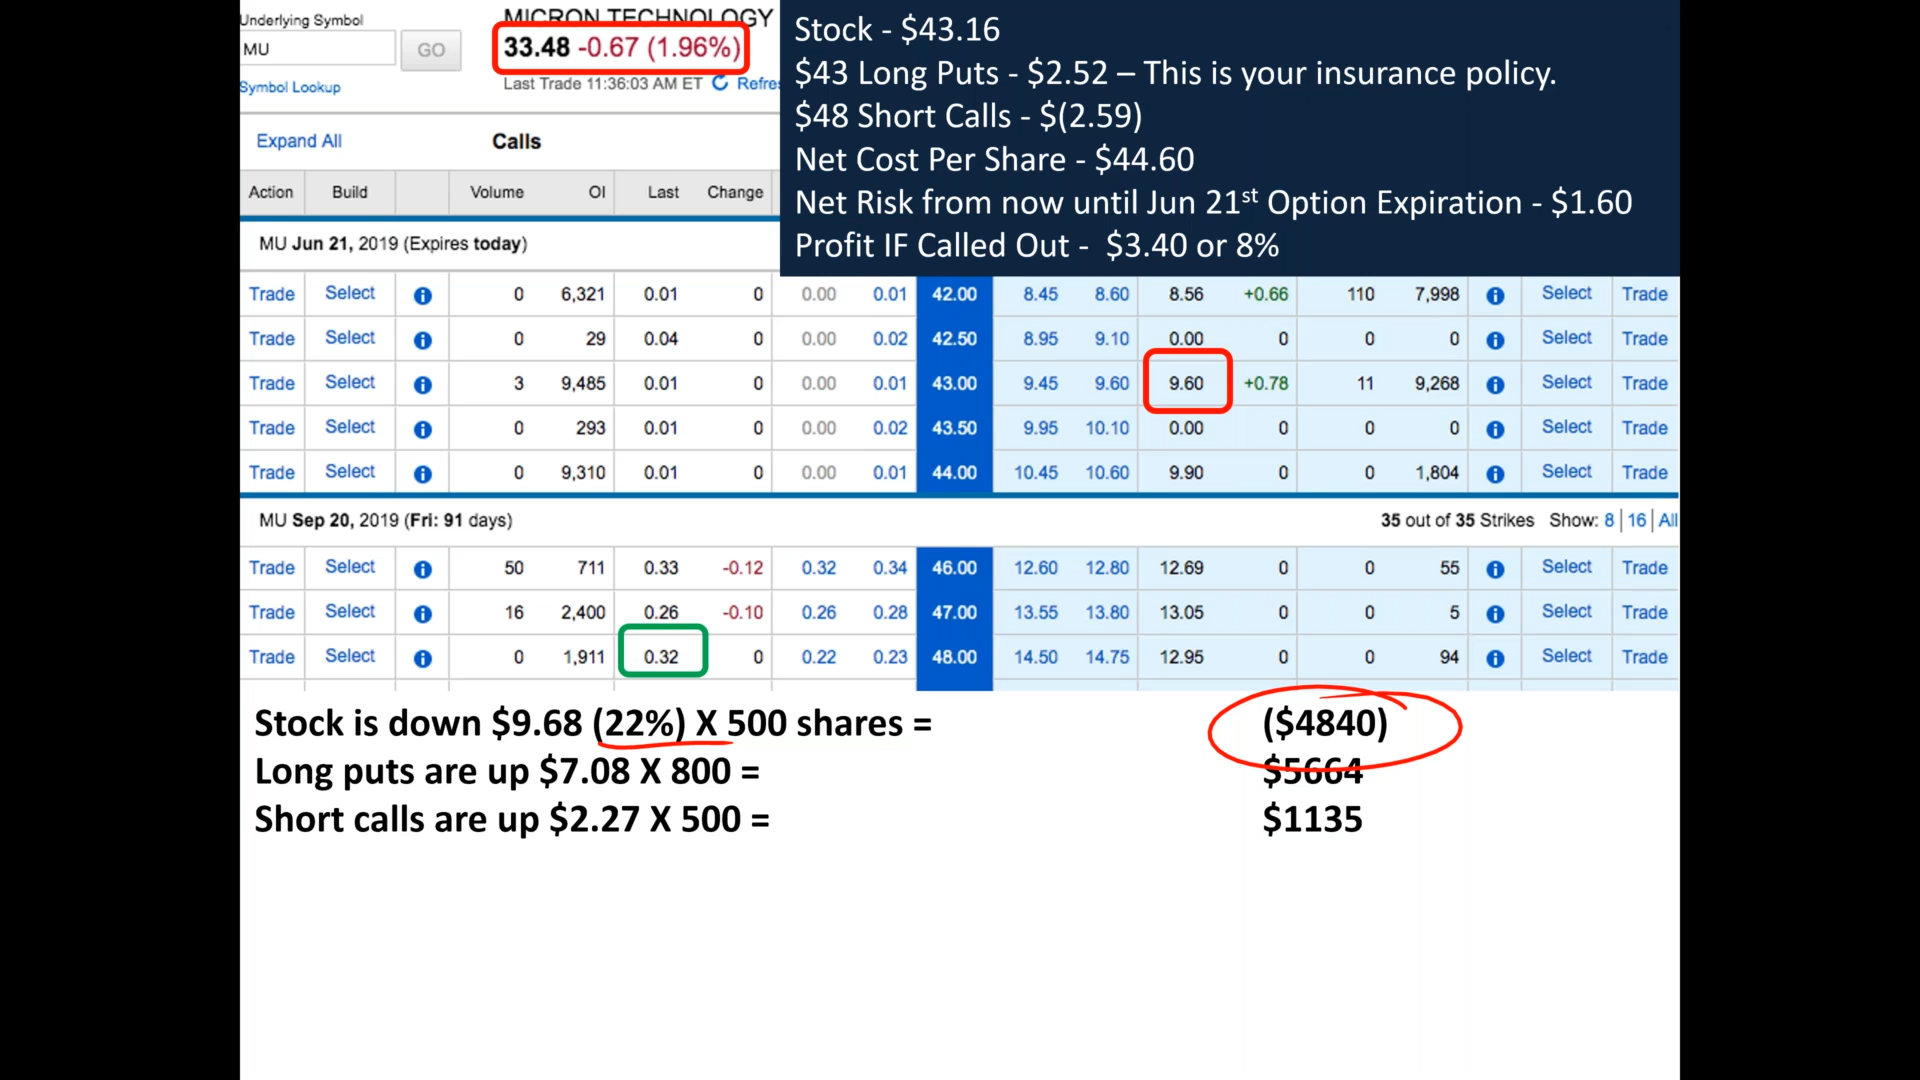 Underlying Symbol
MU GO
Symbol Lookup
MICRON TECHNOLOGY
33.48 -0.67 (1.96%)
Last Trade 11:36:03 AM ET
Stock - $43.16
$43 Long Puts - $2.52 – This is your insurance policy.
$48 Short Calls - $(2.59)
Net Cost Per Share - $44.60
Net Risk from now until Jun 21st Option Expiration - $1.60
Profit IF Called Out -  $3.40 or 8%
Expand All Calls
Action Build Volume OI Last Change
MU Jun 21, 2019 (Expires today)
Trade Select 0 6,321 0.01 0 0.00 0.01 42.00 8.45 8.60 8.56 +0.66 110 7,998 Select Trade
Trade Select 0 29 0.04 0 0.00 0.02 42.50 8.95 9.10 0.00 0 0 0 Select Trade
Trade Select 3 9,485 0.01 0 0.00 0.01 43.00 9.45 9.60 9.60 +0.78 11 9,268 Select Trade
Trade Select 0 293 0.01 0 0.00 0.02 43.50 9.95 10.10 0.00 0 0 0 Select Trade
Trade Select 0 9,310 0.01 0 0.00 0.01 44.00 10.45 10.60 9.90 0 0 1,804 Select Trade
MU Sep 20, 2019 (Fri: 91 days) 35 out of 35 Strikes Show: 8 | 16 | All
Trade Select 50 711 0.33 -0.12 0.32 0.34 46.00 12.60 12.80 12.69 0 0 55 Select Trade
Trade Select 16 2,400 0.26 -0.10 0.26 0.28 47.00 13.55 13.80 13.05 0 0 5 Select Trade
Trade Select 0 1,911 0.32 0 0.22 0.23 48.00 14.50 14.75 12.95 0 0 94 Select Trade
Stock is down $9.68 (22%) X 500 shares = ($4840)
Long puts are up $7.08 X 800 = $5664
Short calls are up $2.27 X 500 = $1135